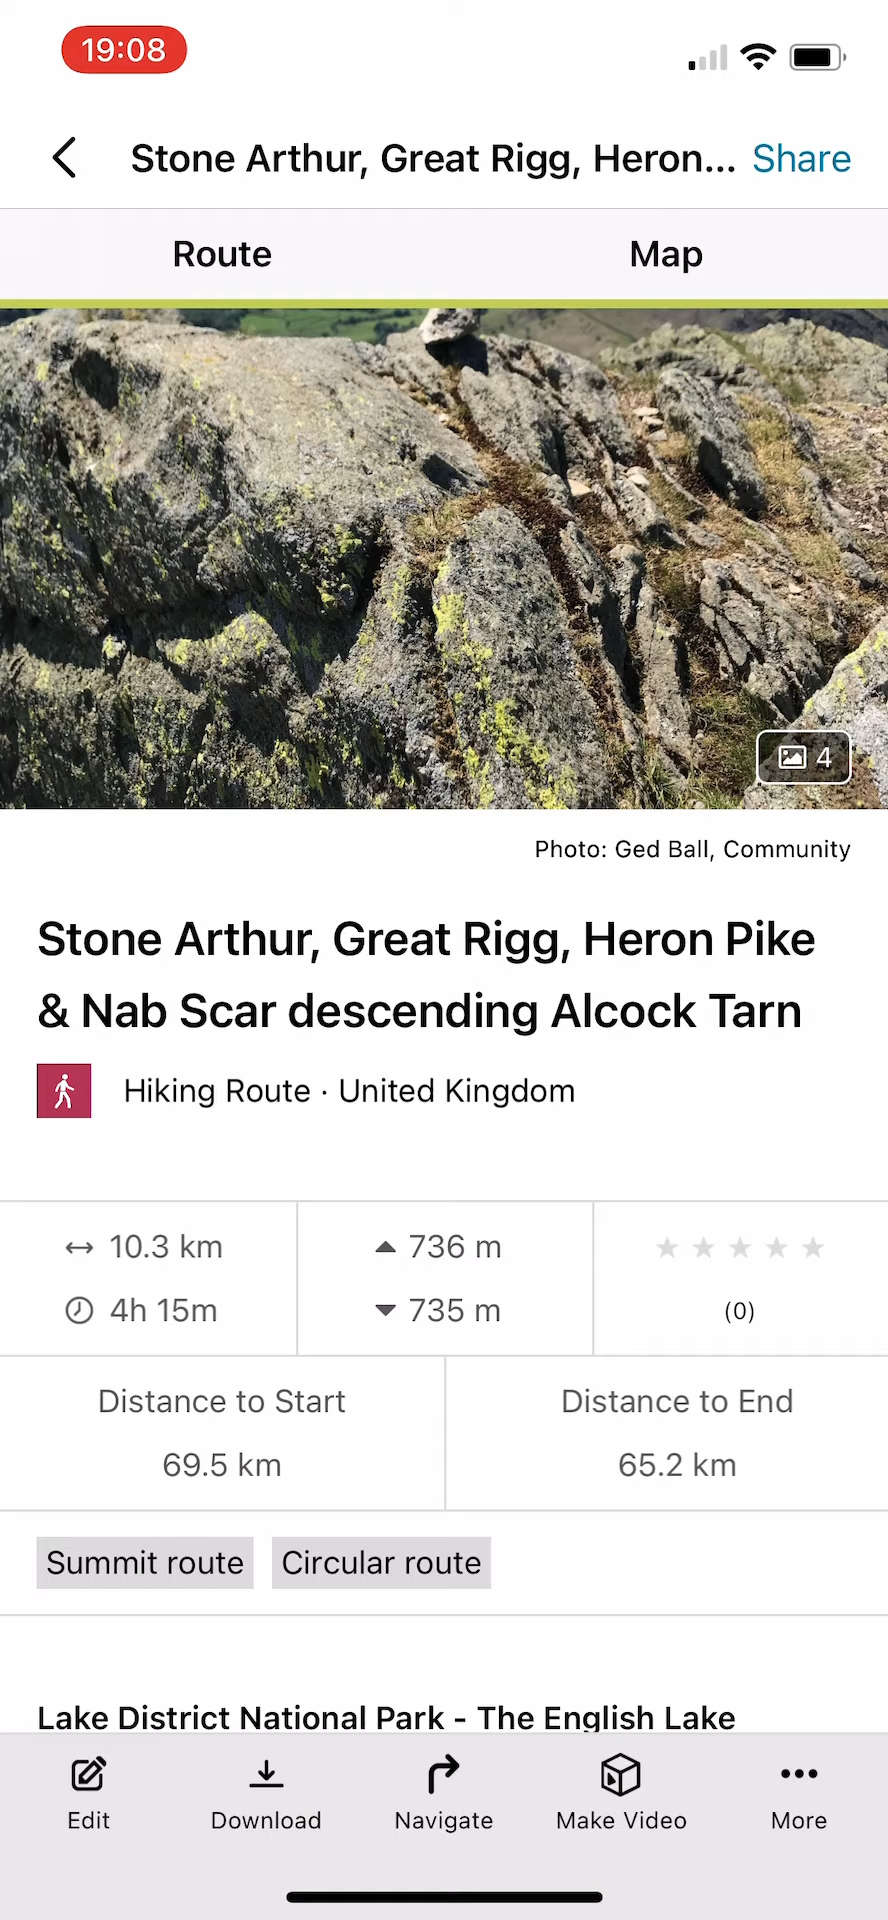 19:08
Stone Arthur, Great Rigg, Heron... Share
Route Map
4
Photo: Ged Ball, Community
Stone Arthur, Great Rigg, Heron Pike
& Nab Scar descending Alcock Tarn
Hiking Route · United Kingdom
10.3 km 736 m
4h 15m 735 m (0)
Distance to Start Distance to End
69.5 km 65.2 km
Summit route Circular route
Lake District National Park - The English Lake
Edit Download Navigate Make Video More